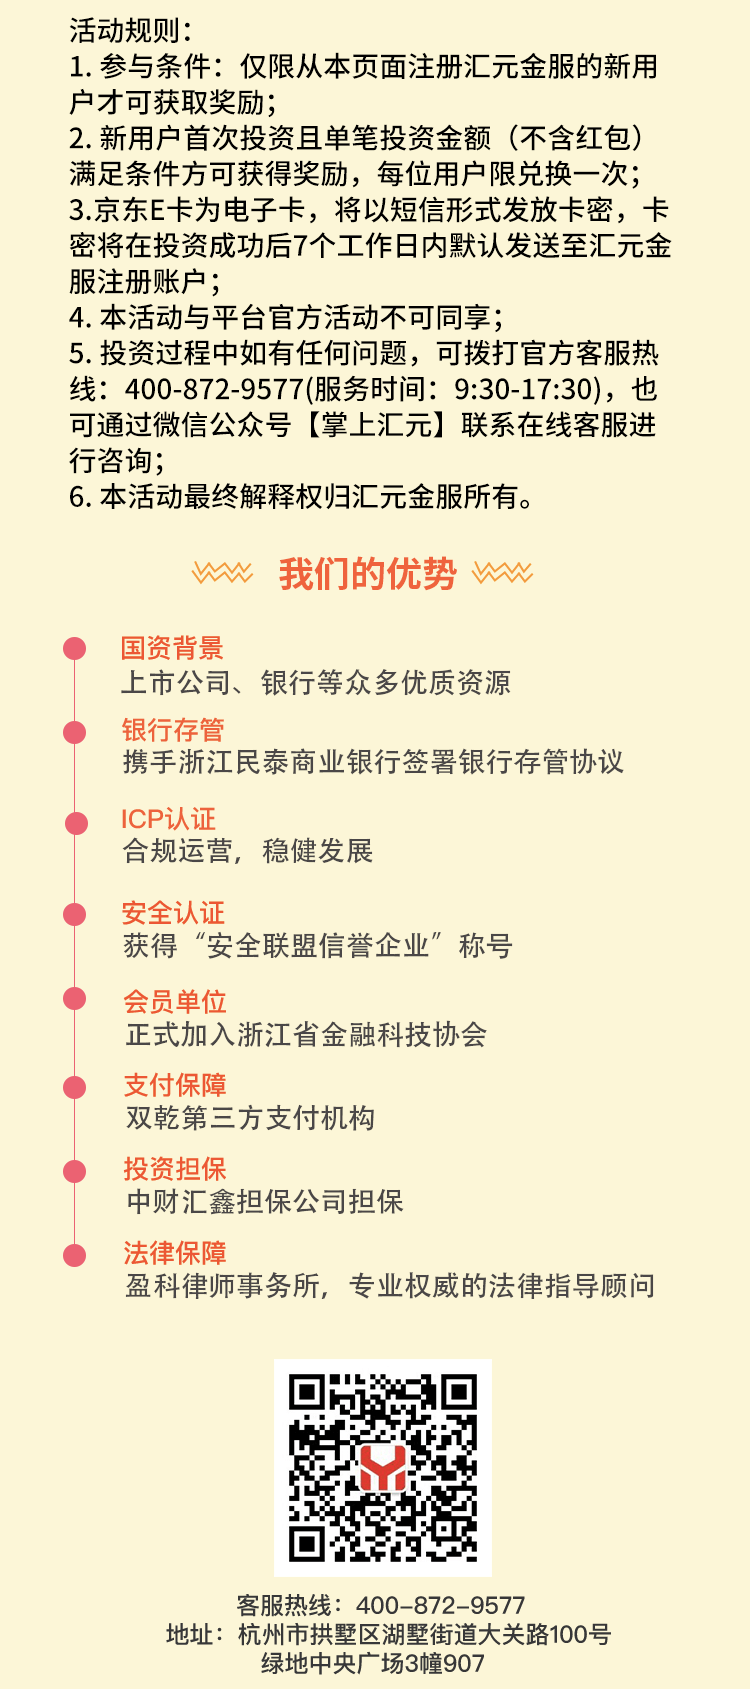 活动规则：
1. 参与条件：仅限从本页面注册汇元金服的新用
户才可获取奖励；
2. 新用户首次投资且单笔投资金额（不含红包）
满足条件方可获得奖励，每位用户限兑换一次；
3.京东E卡为电子卡，将以短信形式发放卡密，卡
密将在投资成功后7个工作日内默认发送至汇元金
服注册账户；
4. 本活动与平台官方活动不可同享；
5. 投资过程中如有任何问题，可拨打官方客服热
线：400-872-9577(服务时间：9:30-17:30)，也
可通过微信公众号【掌上汇元】联系在线客服进
行咨询；
6. 本活动最终解释权归汇元金服所有。
我们的优势
国资背景
上市公司、银行等众多优质资源
银行存管
携手浙江民泰商业银行签署银行存管协议
ICP认证
合规运营，稳健发展
安全认证
获得“安全联盟信誉企业”称号
会员单位
正式加入浙江省金融科技协会
支付保障
双乾第三方支付机构
投资担保
中财汇鑫担保公司担保
法律保障
盈科律师事务所，专业权威的法律指导顾问
客服热线：400-872-9577
地址：杭州市拱墅区湖墅街道大关路100号
绿地中央广场3幢907